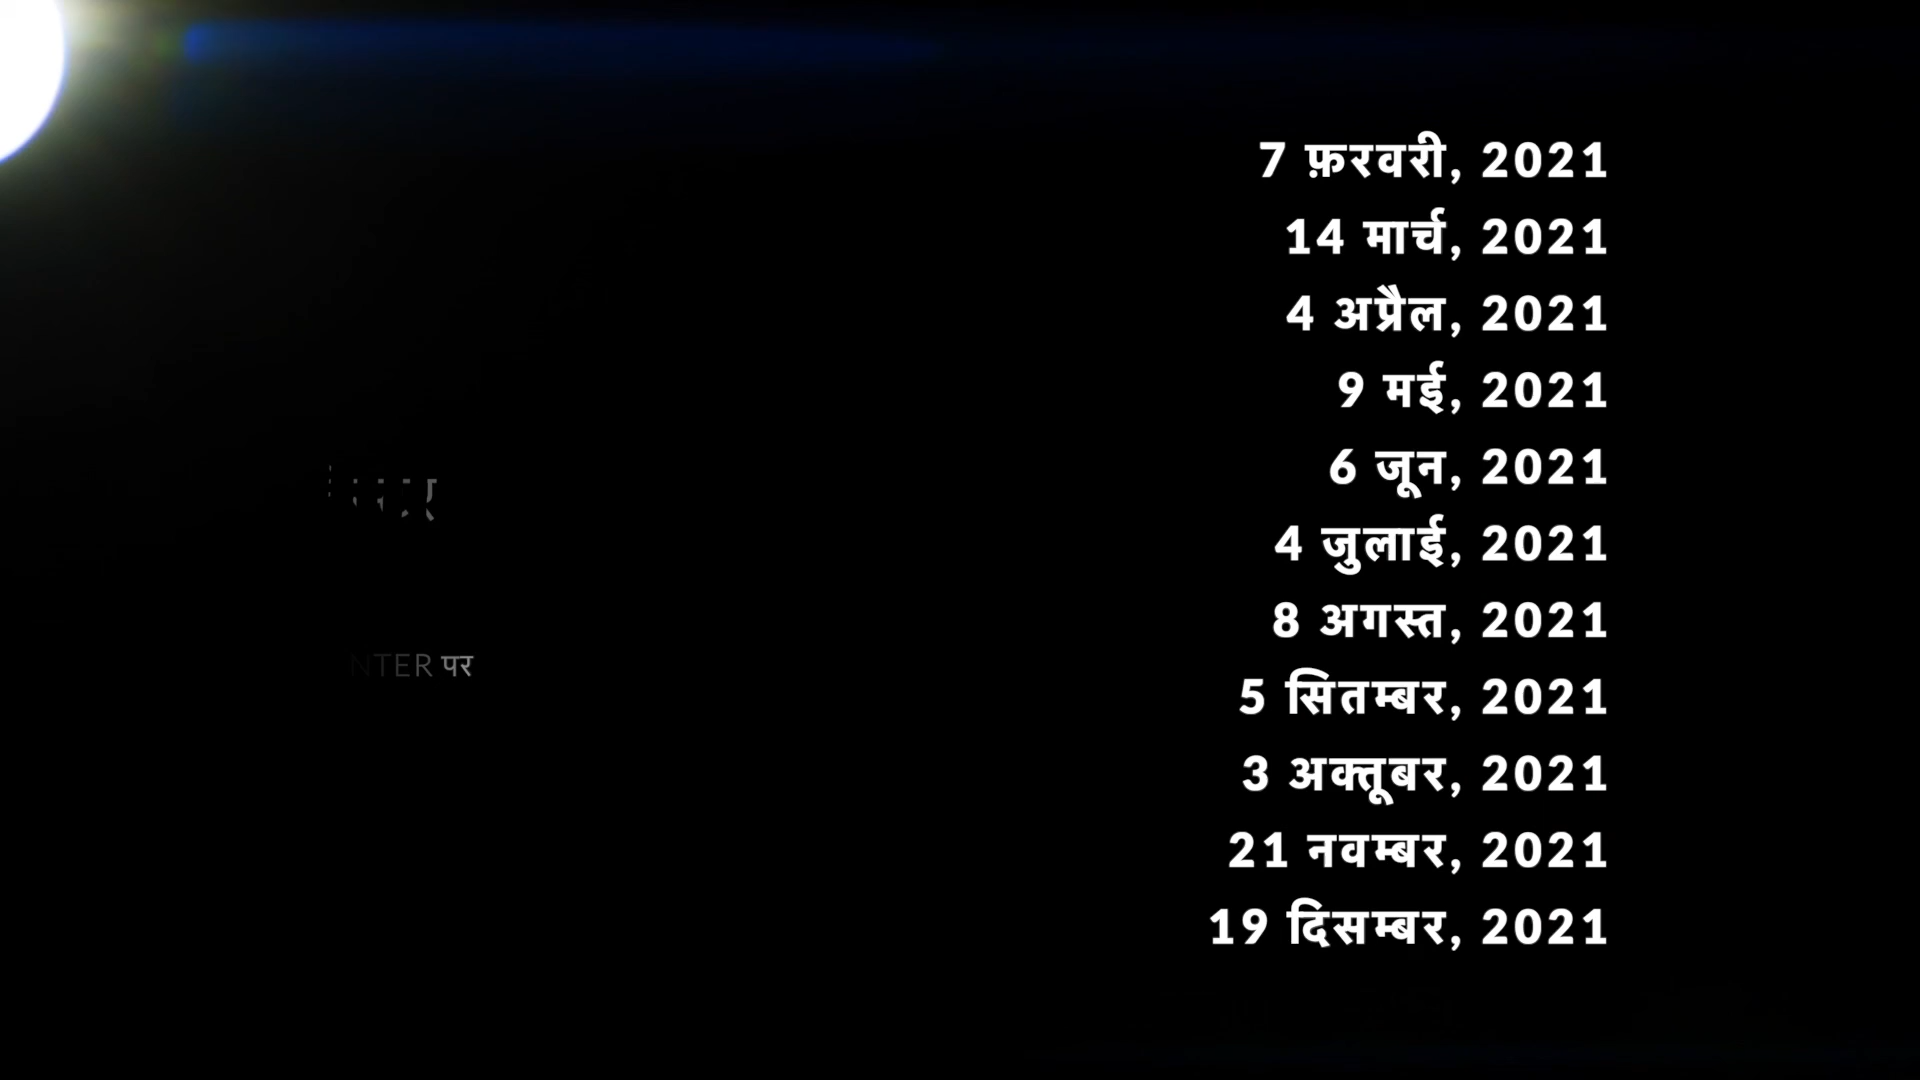 7 फ़रवरी, 2021
14 मार्च, 2021
4 अप्रैल, 2021
9 मई, 2021
6 जून, 2021
4 जुलाई, 2021
8 अगस्त, 2021
5 सितम्बर, 2021
3 अक्तूबर, 2021
21 नवम्बर, 2021
19 दिसम्बर, 2021
पर